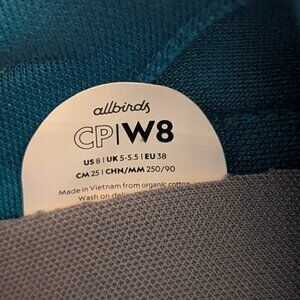 allbirds
CP|W8
US 8 | UK 5-5.5 | EU 38
CM 25 | CHN/MM 250/90
Made in Vietnam from organic cotton
Wash on